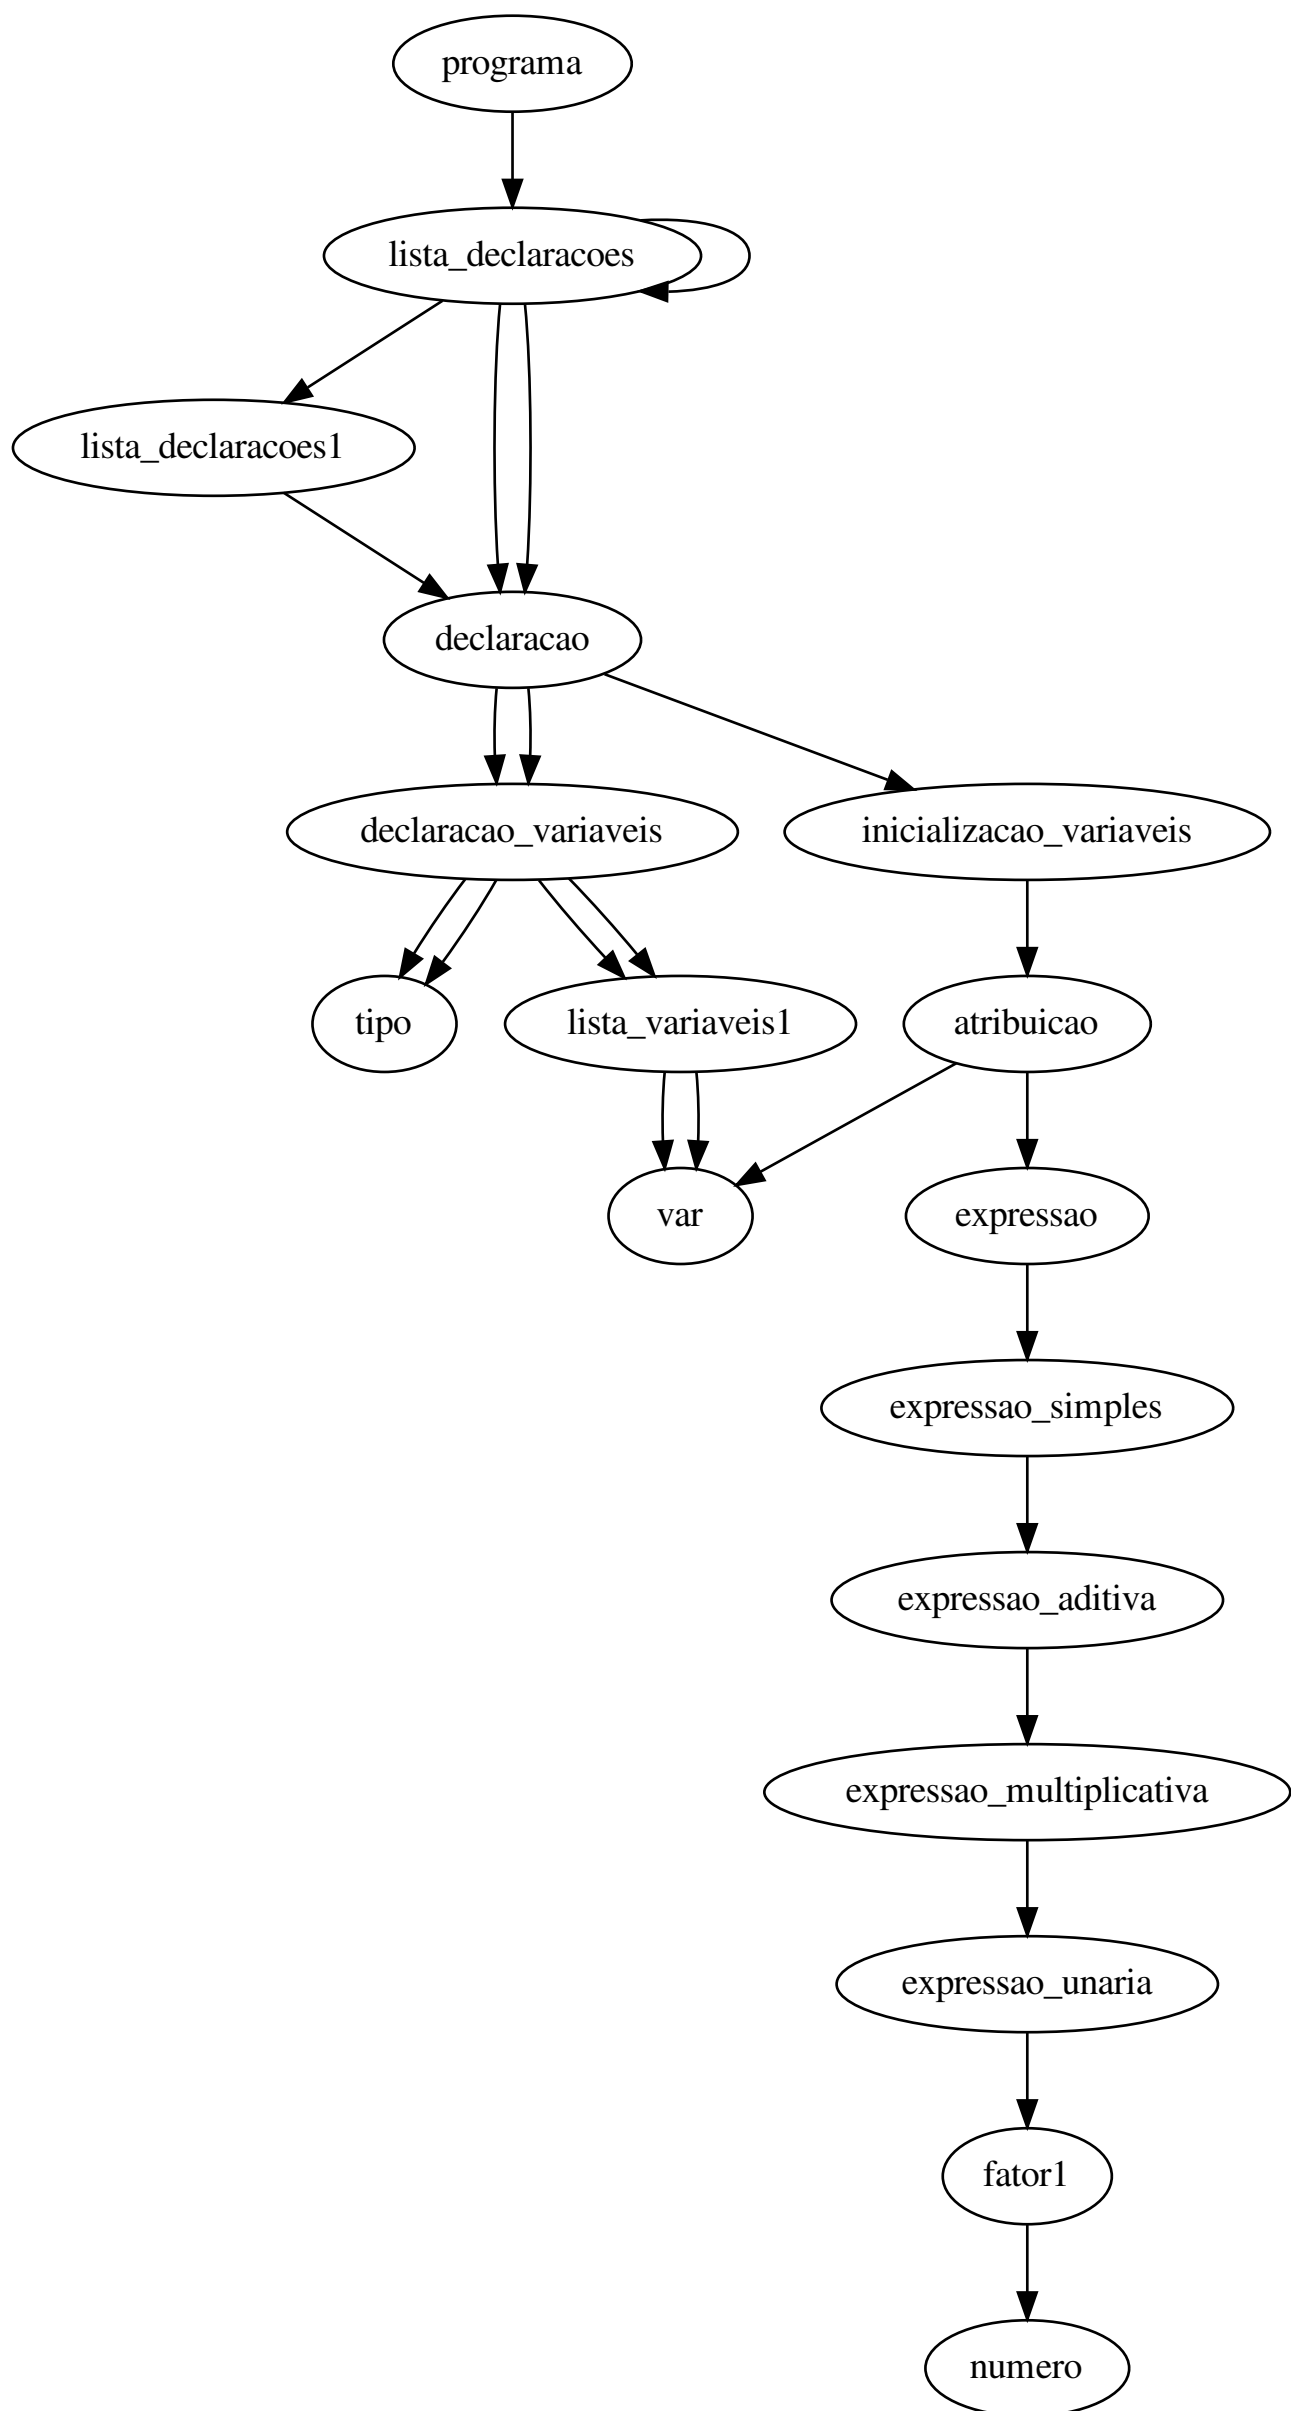 programa
lista_declaracoes
lista_declaracoes1
declaracao
declaracao_variaveis
inicializacao_variaveis
tipo
lista_variaveis1
atribuicao
var
expressao
expressao_simples
expressao_aditiva
expressao_multiplicativa
expressao_unaria
fator1
numero